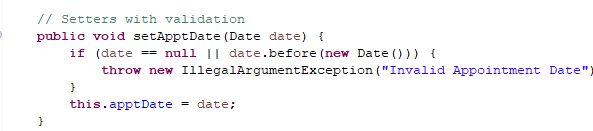 // Setters with validation
public void setApptDate(Date date) {
if (date == null || date.before(new Date())) {
throw new IllegalArgumentException("Invalid Appointment Date")
}
this.apptDate = date;
}